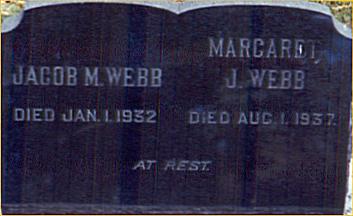 JACOB M. WEBB
DIED JAN. 1. 1932
MARGARET
J. WEBB
DIED AUG. 1. 1937.
AT REST.